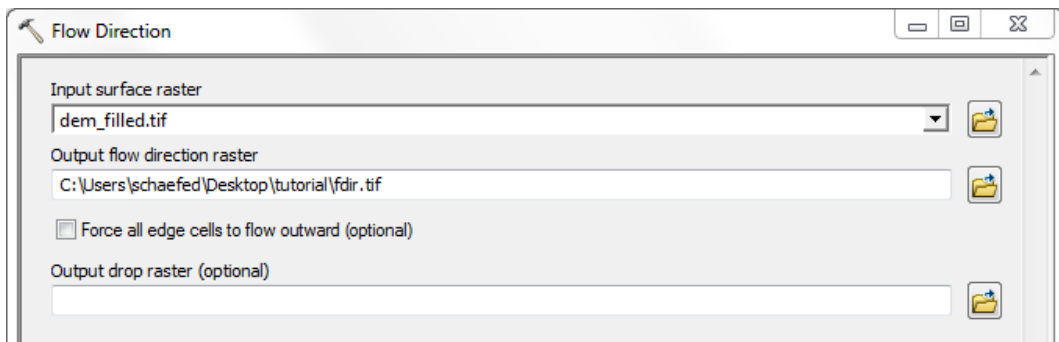 Flow Direction
Input surface raster
dem_filled.tif
Output flow direction raster
C:\Users\schaefed\Desktop\tutorial\fdir.tif
Force all edge cells to flow outward (optional)
Output drop raster (optional)